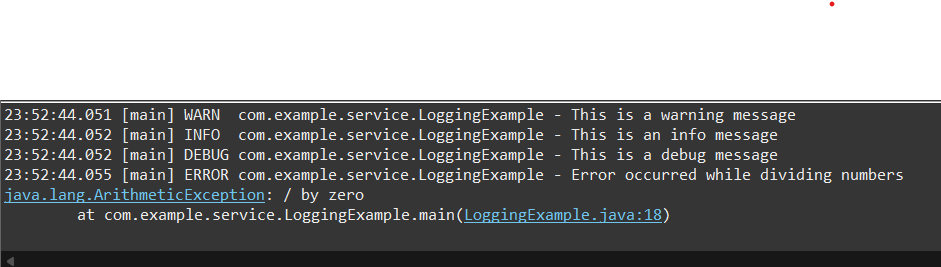 23:52:44.051 [main] WARN  com.example.service.LoggingExample - This is a warning message
23:52:44.052 [main] INFO  com.example.service.LoggingExample - This is an info message
23:52:44.052 [main] DEBUG com.example.service.LoggingExample - This is a debug message
23:52:44.055 [main] ERROR com.example.service.LoggingExample - Error occurred while dividing numbers
java.lang.ArithmeticException: / by zero
        at com.example.service.LoggingExample.main(LoggingExample.java:18)